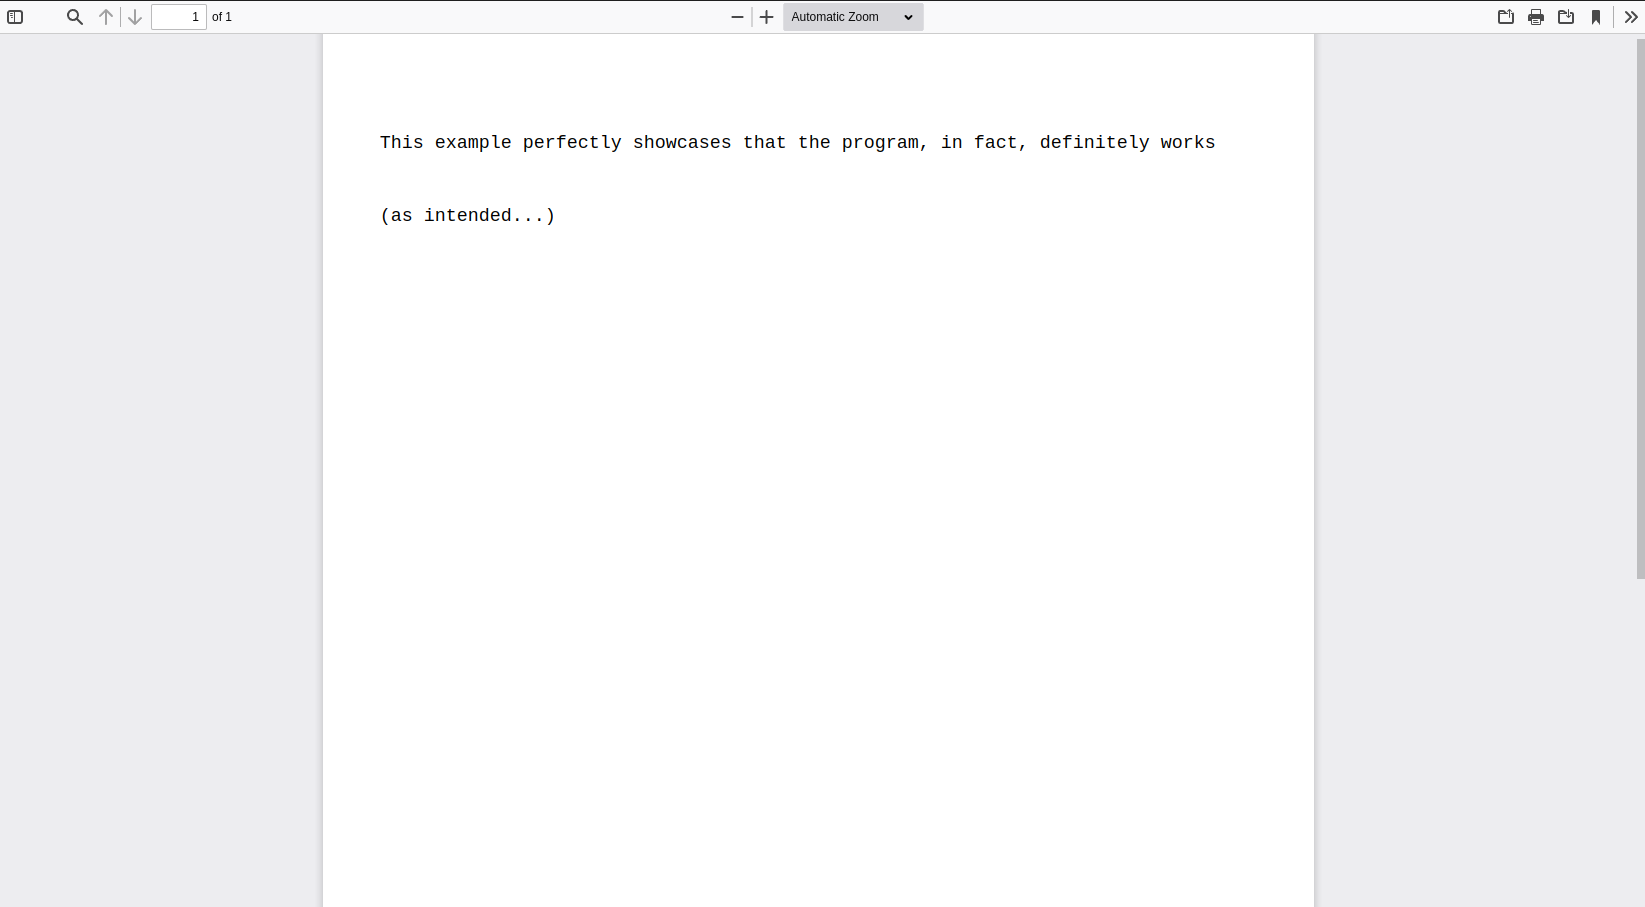 1 of 1 Automatic Zoom
This example perfectly showcases that the program, in fact, definitely works
(as intended...)